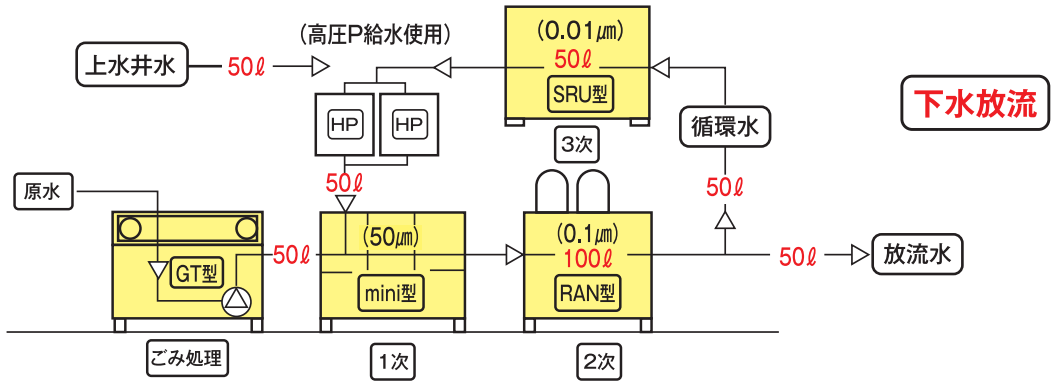 (高圧P給水使用)
(0.01μm)
50ℓ
SRU型
3次
上水井水
50ℓ
下水放流
HP
HP
循環水
50ℓ
50ℓ
原水
GT型
50ℓ
ごみ処理
(50μm)
mini型
1次
(0.1μm)
100ℓ
RAN型
2次
50ℓ
放流水